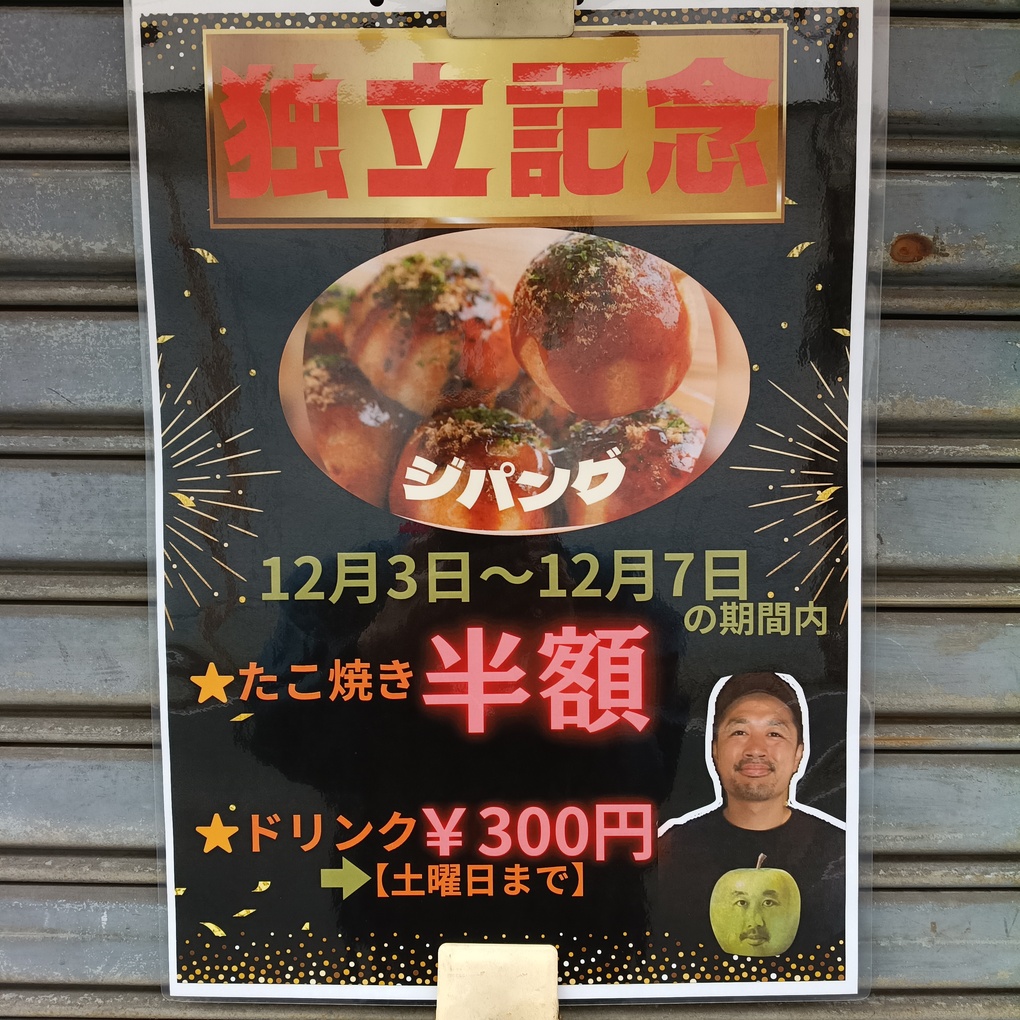 独立記念
ジパング
12月3日〜12月7日
の期間内
★たこ焼き半額
★ドリンク¥300円
➡【土曜日まで】